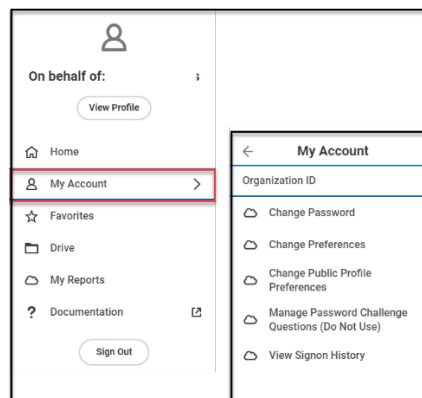 On behalf of:
View Profile
Home
My Account
Favorites
Drive
My Reports
? Documentation
Sign Out
My Account
Organization ID
Change Password
Change Preferences
Change Public Profile
Preferences
Manage Password Challenge
Questions (Do Not Use)
View Signon History